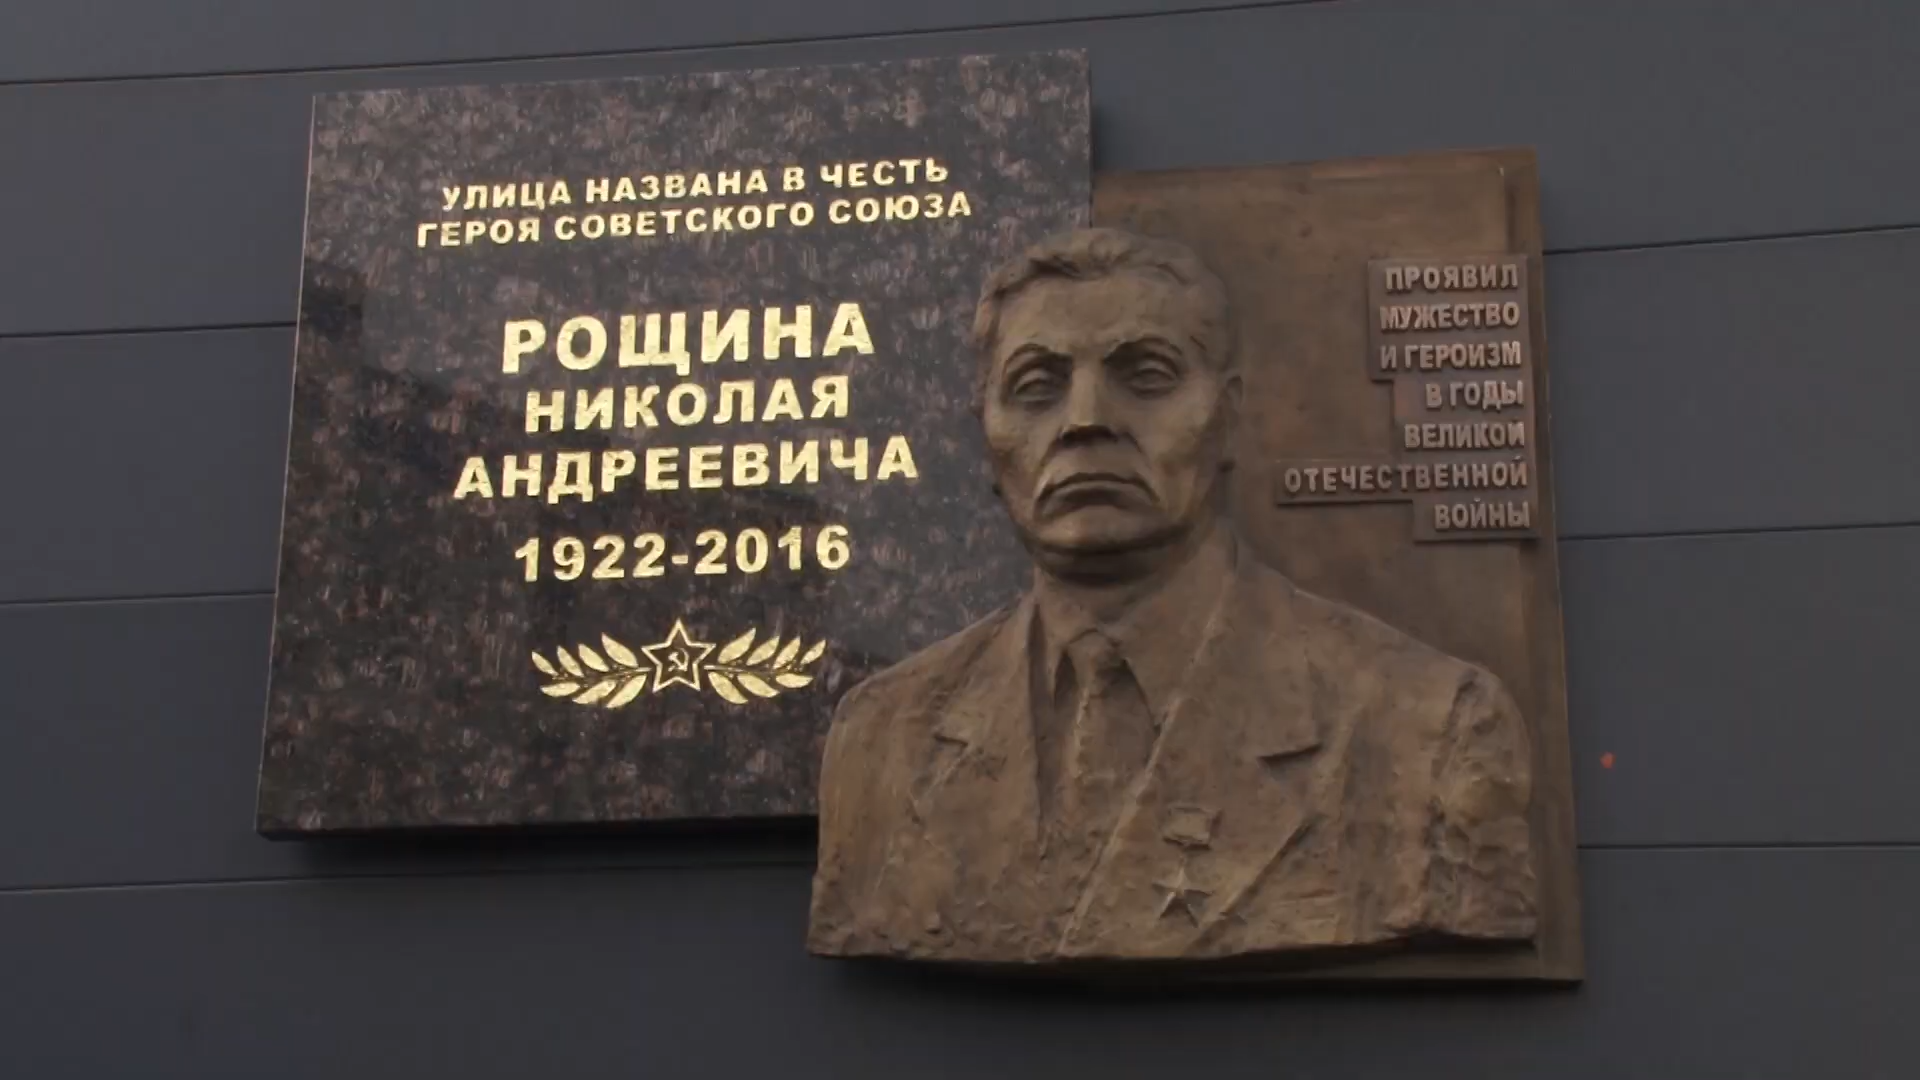 УЛИЦА НАЗВАНА В ЧЕСТЬ
ГЕРОЯ СОВЕТСКОГО СОЮЗА
РОЩИНА
НИКОЛАЯ
АНДРЕЕВИЧА
1922-2016
ПРОЯВИЛ
МУЖЕСТВО
И ГЕРОИЗМ
В ГОДЫ
ВЕЛИКОЙ
ОТЕЧЕСТВЕННОЙ
ВОЙНЫ